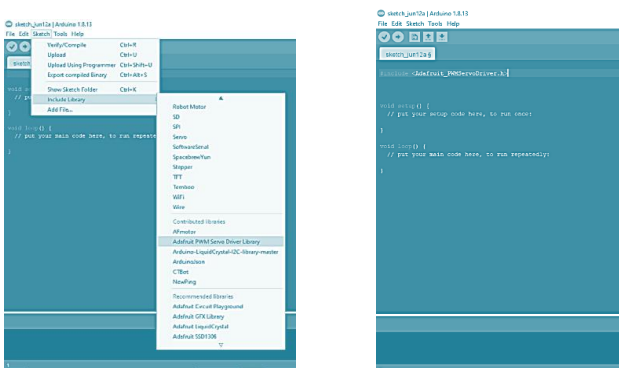 sketch_jun12a | Arduino 1.8.13
File Edit Sketch Tools Help
Verify/Compile Ctrl+R
Upload Ctrl+U
Upload Using Programmer Ctrl+Shift+U
Export compiled Binary Ctrl+Alt+S
Show Sketch Folder Ctrl+K
Include Library
Add File...
sketch
void
// pu
void loop() {
// put your main code here, to run repeate
}
Robot Motor
SD
SPI
Servo
SoftwareSerial
SpacebrewYun
Stepper
TFT
Temboo
WiFi
Wire
Contributed libraries
AFmotor
Adafruit PWM Servo Driver Library
Arduino-LiquidCrystal-I2C-library-master
ArduinoJson
CTBot
NewPing
Recommended libraries
Adafruit Circuit Playground
Adafruit GFX Library
Adafruit LiquidCrystal
Adafruit SSD1306
1
sketch_jun12a | Arduino 1.8.13
File Edit Sketch Tools Help
sketch_jun12a §
#include <Adafruit_PWMServoDriver.h>
void setup() {
// put your setup code here, to run once:
}
void loop() {
// put your main code here, to run repeatedly:
}